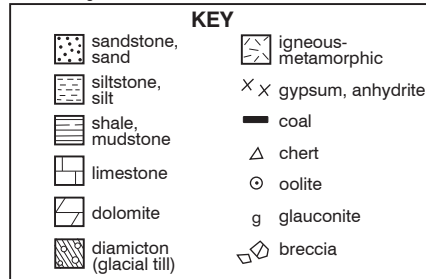 KEY
sandstone,
sand
siltstone,
silt
shale,
mudstone
limestone
dolomite
diamicton
(glacial till)
igneous-
metamorphic
gypsum, anhydrite
coal
chert
oolite
g glauconite
breccia